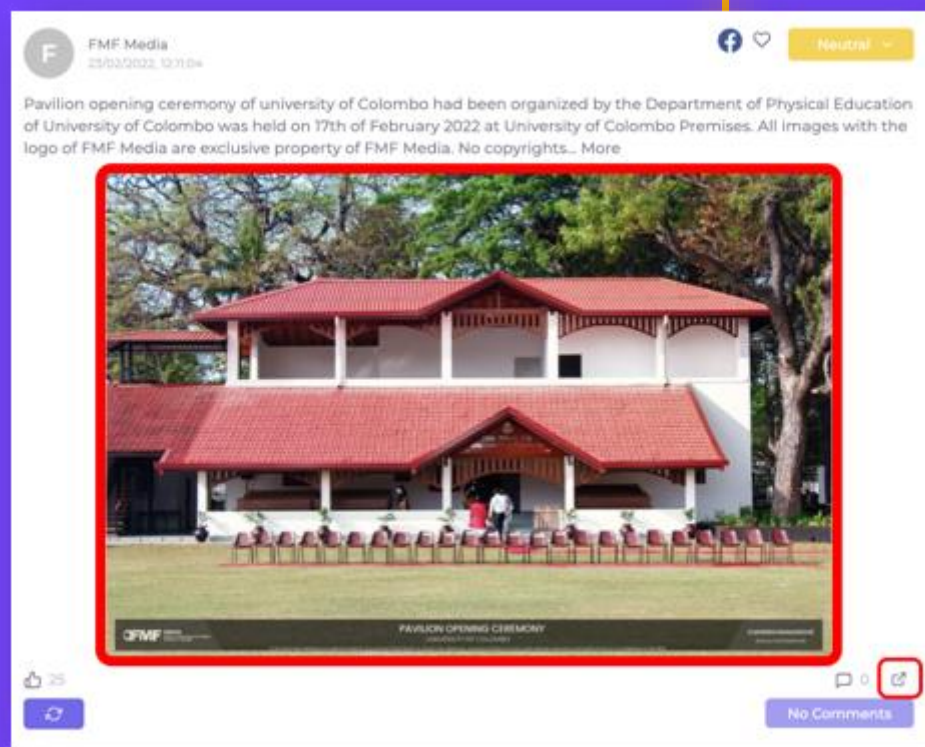 F
FMF Media
23/02/2022, 12:11:04
Neutral
Pavilion opening ceremony of university of Colombo had been organized by the Department of Physical Education
of University of Colombo was held on 17th of February 2022 at University of Colombo Premises. All Images with the
logo of FMF Media are exclusive property of FMF Media. No copyrights... More
FMF
PAVILION OPENING CEREMONY
UNIVERSITY OF COLOMBO
25
0
No Comments